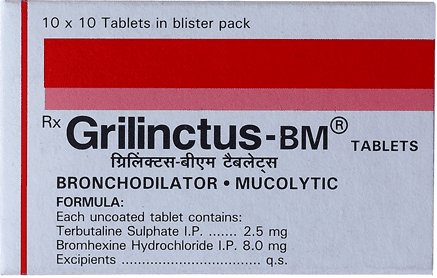 10 x 10 Tablets in blister pack
Rx Grilinctus-BM® TABLETS
ग्रिलिंक्टस-बीएम टैबलेट्स
BRONCHODILATOR • MUCOLYTIC
FORMULA:
Each uncoated tablet contains:
Terbutaline Sulphate I.P. ....... 2.5 mg
Bromhexine Hydrochloride I.P. 8.0 mg
Excipients ............................ q.s.